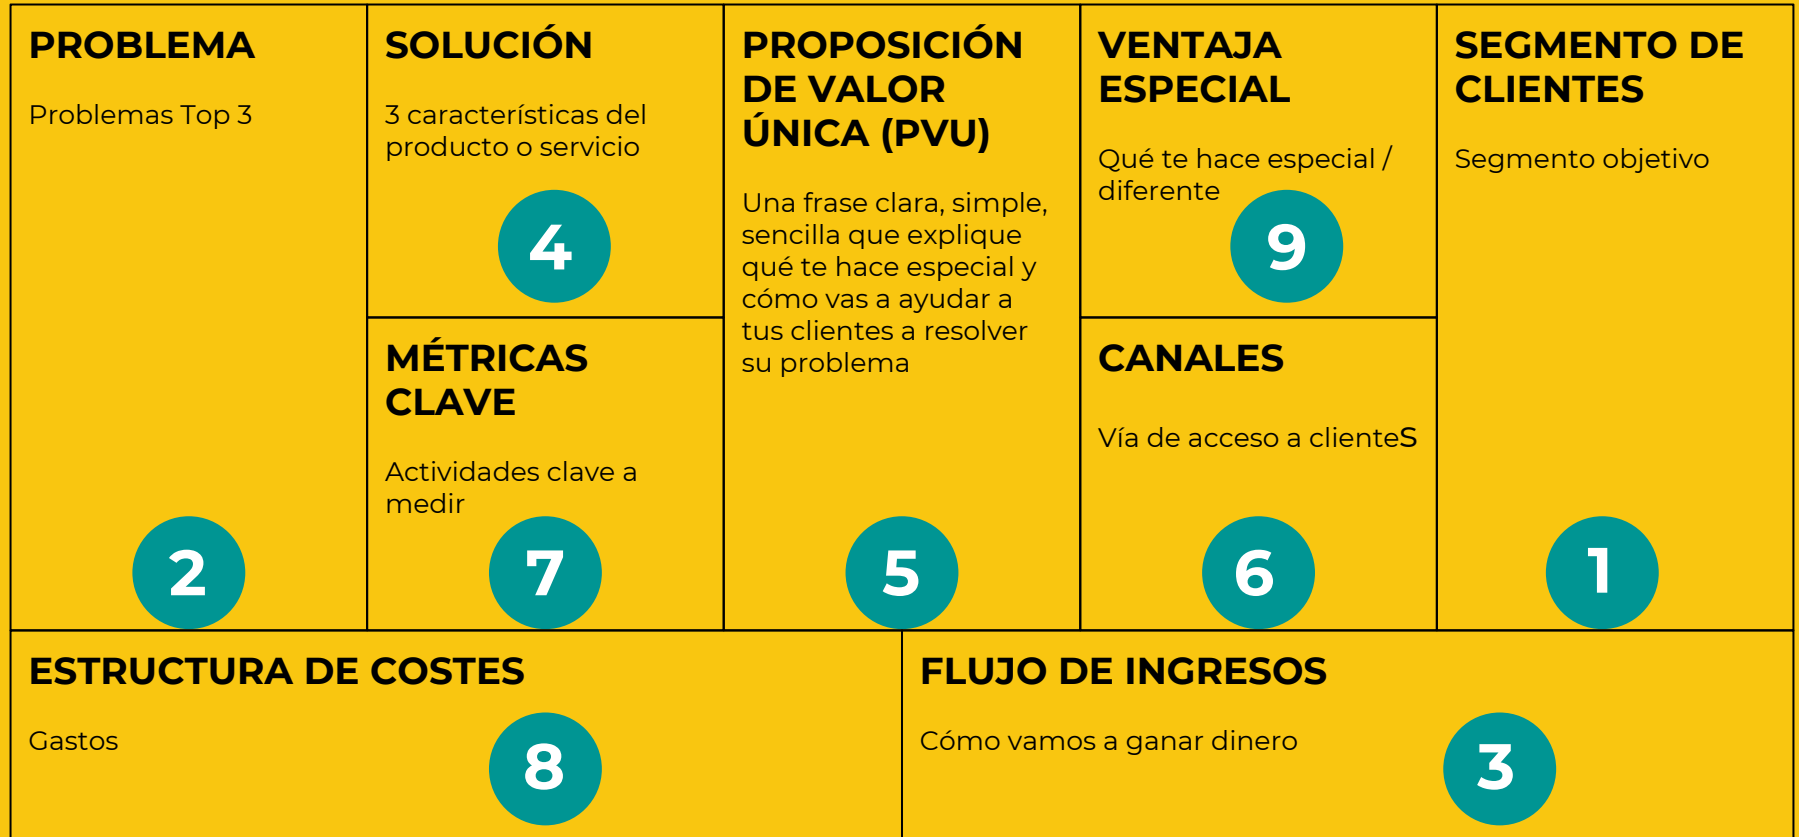 PROBLEMA
Problemas Top 3
2
SOLUCIÓN
3 características del
producto o servicio
4
MÉTRICAS
CLAVE
Actividades clave a
medir
7
PROPOSICIÓN
DE VALOR
ÚNICA (PVU)
Una frase clara, simple,
sencilla que explique
qué te hace especial y
cómo vas a ayudar a
tus clientes a resolver
su problema
5
VENTAJA
ESPECIAL
Qué te hace especial /
diferente
9
CANALES
Vía de acceso a clienteS
6
SEGMENTO DE
CLIENTES
Segmento objetivo
1
ESTRUCTURA DE COSTES
Gastos
8
FLUJO DE INGRESOS
Cómo vamos a ganar dinero
3